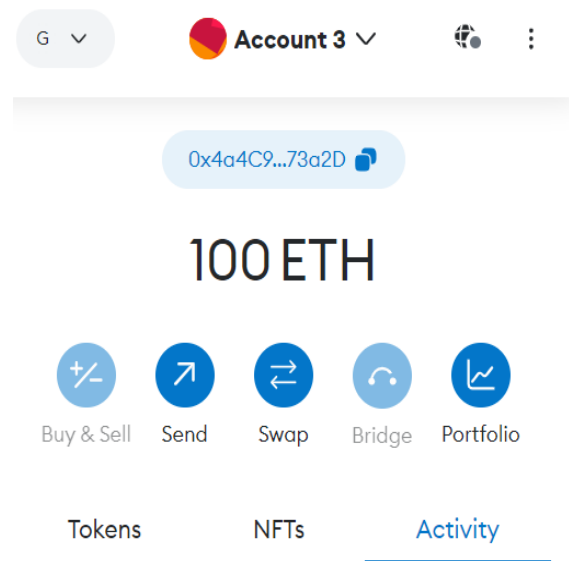 G Account 3
0x4a4C9...73a2D
100 ETH
Buy & Sell Send Swap Bridge Portfolio
Tokens NFTs Activity